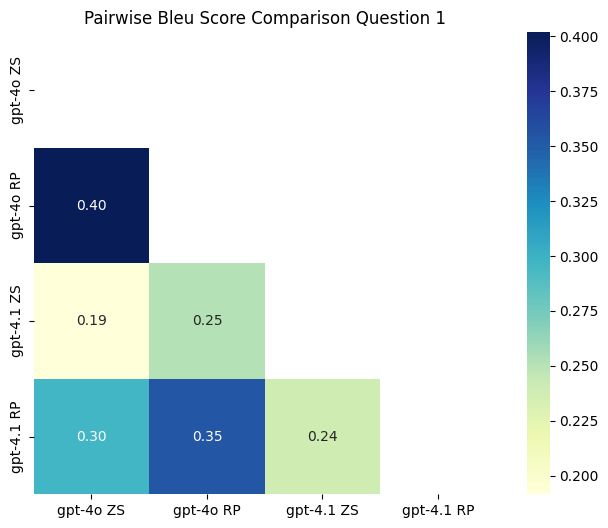 Pairwise Bleu Score Comparison Question 1
gpt-4o ZS
gpt-4o RP
gpt-4.1 ZS
gpt-4.1 RP
0.40
0.19 0.25
0.30 0.35 0.24
gpt-4o ZS gpt-4o RP gpt-4.1 ZS gpt-4.1 RP
0.400
0.375
0.350
0.325
0.300
0.275
0.250
0.225
0.200